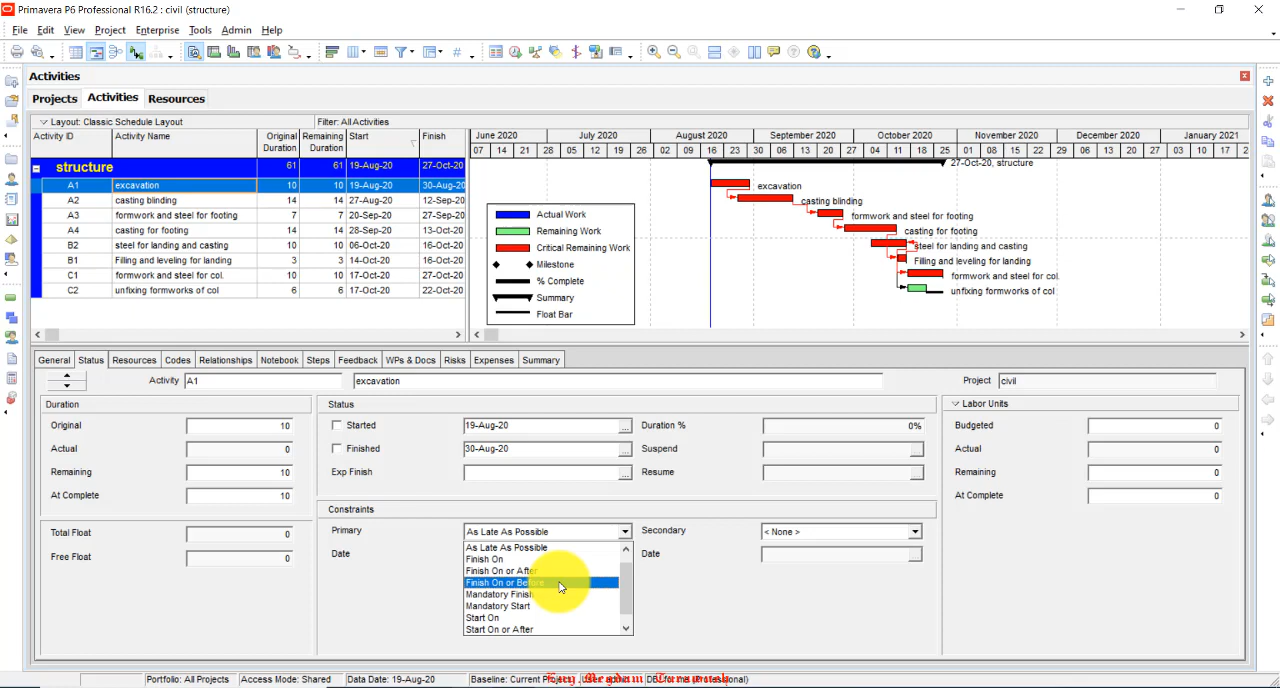 Primavera P6 Professional R16.2 : civil (structure)
File Edit View Project Enterprise Tools Admin Help
Activities
Projects Activities Resources
Layout: Classic Schedule Layout Filter: All Activities
Activity ID Activity Name Original Duration Remaining Duration Start Finish
June 2020 July 2020 August 2020 September 2020 October 2020 November 2020 December 2020 January 2021
07 14 21 28 05 12 19 26 02 09 16 23 30 06 13 20 27 04 11 18 25 01 08 15 22 29 06 13 20 27 03 10 17 2
structure 61 61 19-Aug-20 27-Oct-20
27-Oct-20, structure
A1 excavation 10 10 19-Aug-20 30-Aug-20
excavation
A2 casting blinding 14 14 27-Aug-20 12-Sep-20
casting blinding
A3 formwork and steel for footing 7 7 20-Sep-20 27-Sep-20
formwork and steel for footing
A4 casting for footing 14 14 28-Sep-20 13-Oct-20
casting for footing
B2 steel for landing and casting 10 10 06-Oct-20 16-Oct-20
steel for landing and casting
B1 Filling and leveling for landing 3 3 14-Oct-20 16-Oct-20
Filling and leveling for landing
C1 formwork and steel for col. 10 10 17-Oct-20 27-Oct-20
formwork and steel for col.
C2 unfixing formworks of col 6 6 17-Oct-20 22-Oct-20
unfixing formworks of col
Actual Work
Remaining Work
Critical Remaining Work
Milestone
% Complete
Summary
Float Bar
General Status Resources Codes Relationships Notebook Steps Feedback WPs & Docs Risks Expenses Summary
Activity A1 excavation Project civil
Duration Status Labor Units
Original 10 Started 19-Aug-20 Duration % 0% Budgeted 0
Actual 0 Finished 30-Aug-20 Suspend Actual 0
Remaining 10 Exp Finish Resume Remaining 0
At Complete 10 At Complete 0
Constraints
Total Float 0 Primary As Late As Possible Secondary < None >
Free Float 0 Date Date
As Late As Possible
Finish On
Finish On or After
Finish On or Before
Mandatory Finish
Mandatory Start
Start On
Start On or After
Portfolio: All Projects Access Mode: Shared Data Date: 19-Aug-20 Baseline: Current Project